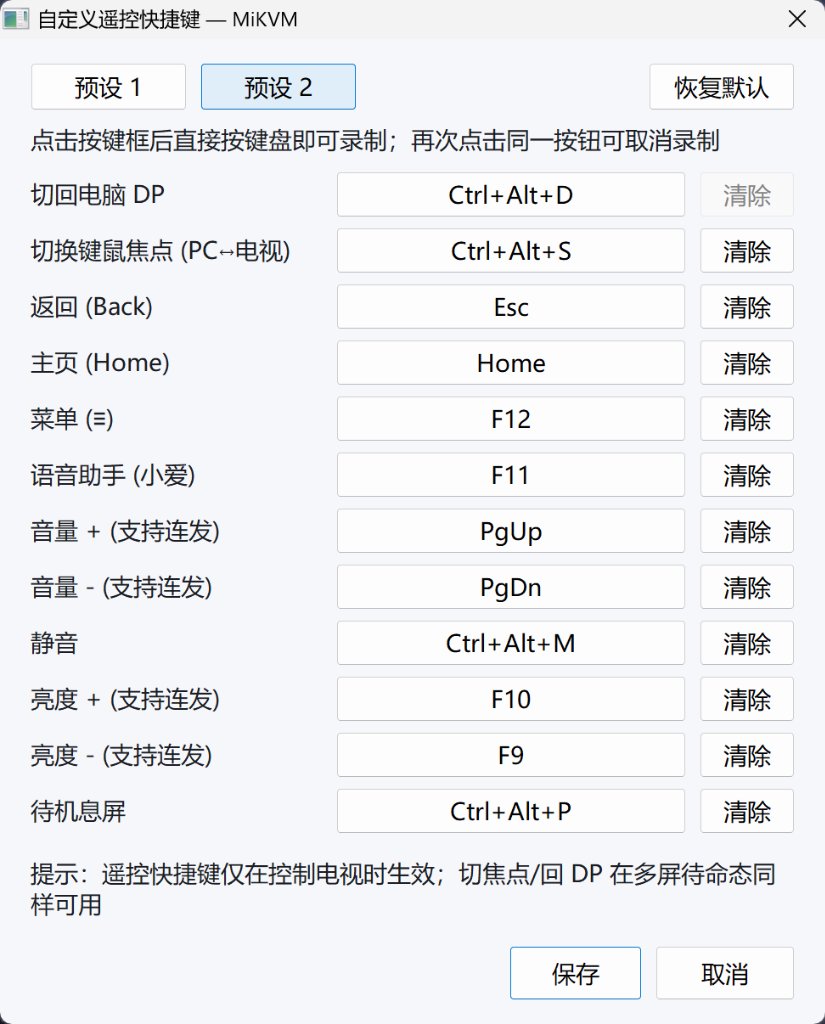 自定义遥控快捷键 — MiKVM
预设 1 预设 2 恢复默认
点击按键框后直接按键盘即可录制；再次点击同一按钮可取消录制
切回电脑 DP Ctrl+Alt+D 清除
切换键鼠焦点 (PC↔电视) Ctrl+Alt+S 清除
返回 (Back) Esc 清除
主页 (Home) Home 清除
菜单 (≡) F12 清除
语音助手 (小爱) F11 清除
音量 + (支持连发) PgUp 清除
音量 - (支持连发) PgDn 清除
静音 Ctrl+Alt+M 清除
亮度 + (支持连发) F10 清除
亮度 - (支持连发) F9 清除
待机息屏 Ctrl+Alt+P 清除
提示：遥控快捷键仅在控制电视时生效；切焦点/回 DP 在多屏待命态同
样可用
保存 取消